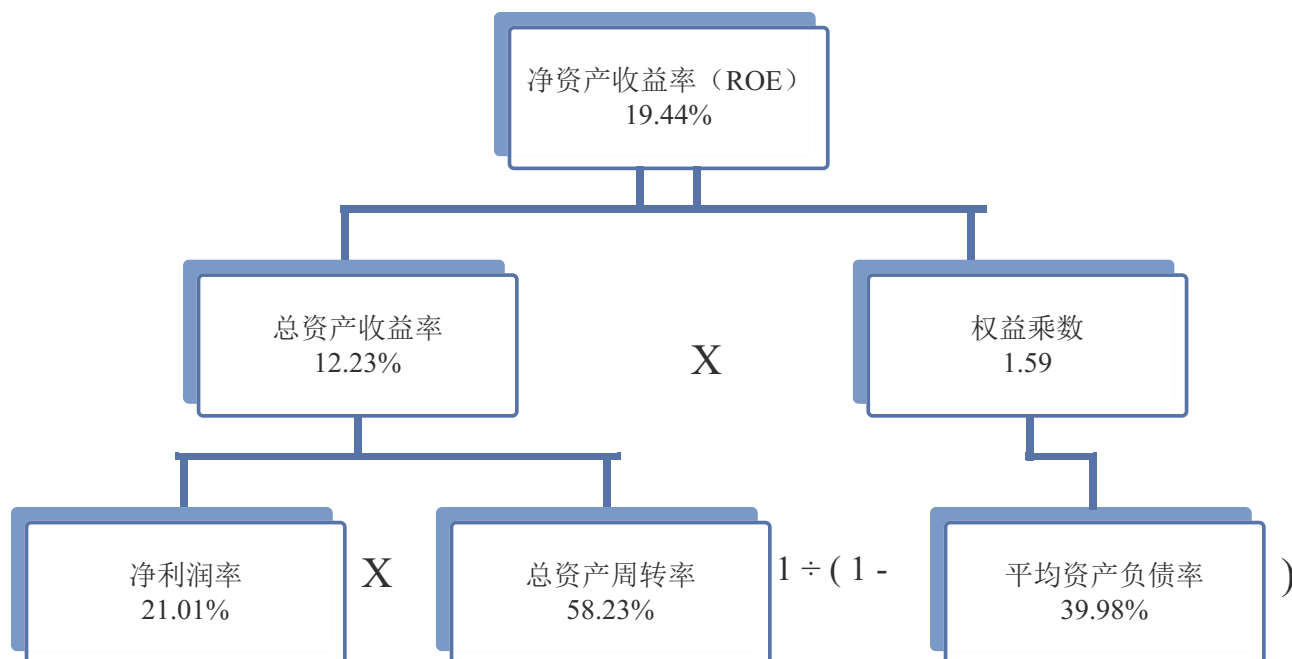 净资产收益率（ROE）
19.44%
总资产收益率
12.23%
X
权益乘数
1.59
净利润率
21.01%
X
总资产周转率
58.23%
1 ÷ ( 1 -
平均资产负债率
39.98%
)